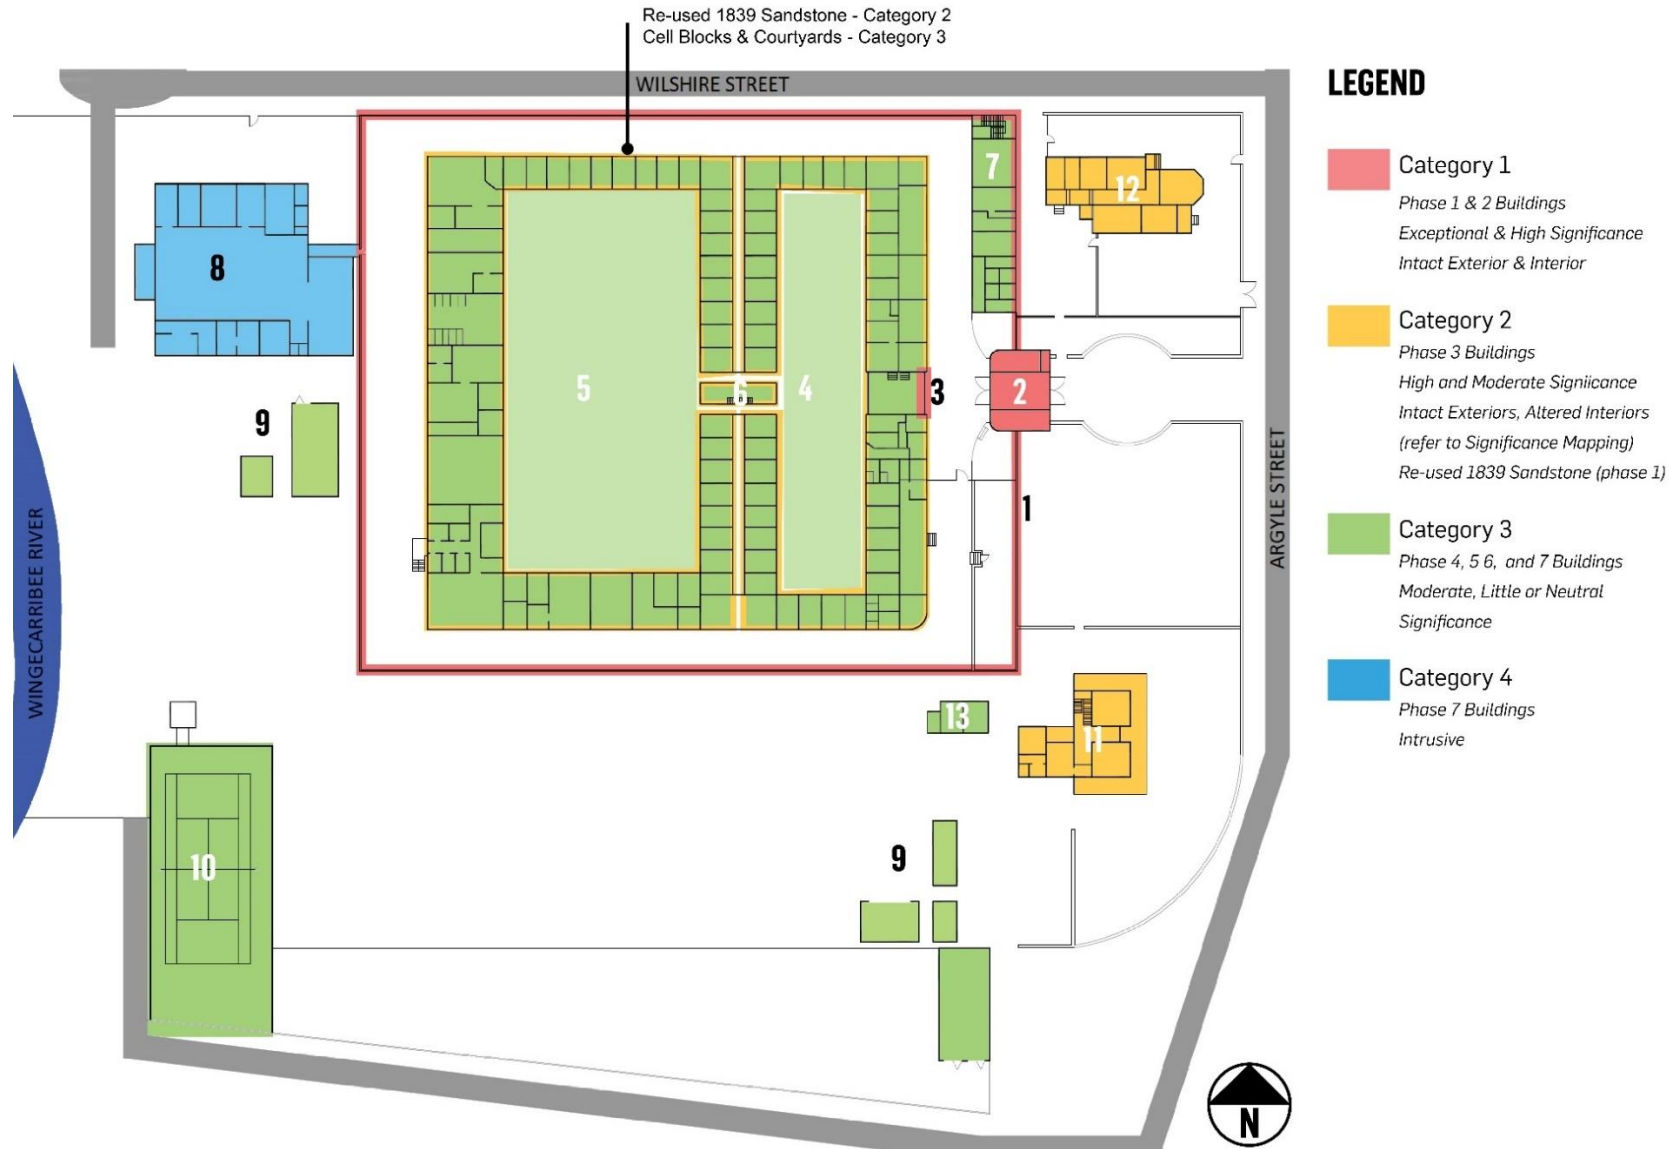 Re-used 1839 Sandstone - Category 2
Cell Blocks & Courtyards - Category 3
WILSHIRE STREET
LEGEND
Category 1
Phase 1 & 2 Buildings
Exceptional & High Significance
Intact Exterior & Interior
Category 2
Phase 3 Buildings
High and Moderate Signiicance
Intact Exteriors, Altered Interiors
(refer to Significance Mapping)
Re-used 1839 Sandstone (phase 1)
Category 3
Phase 4, 5 6, and 7 Buildings
Moderate, Little or Neutral
Significance
Category 4
Phase 7 Buildings
Intrusive
7
12
8
5
6
4
3
2
9
1
ARGYLE STREET
WINGECARRIBEE RIVER
13
11
10
9
N